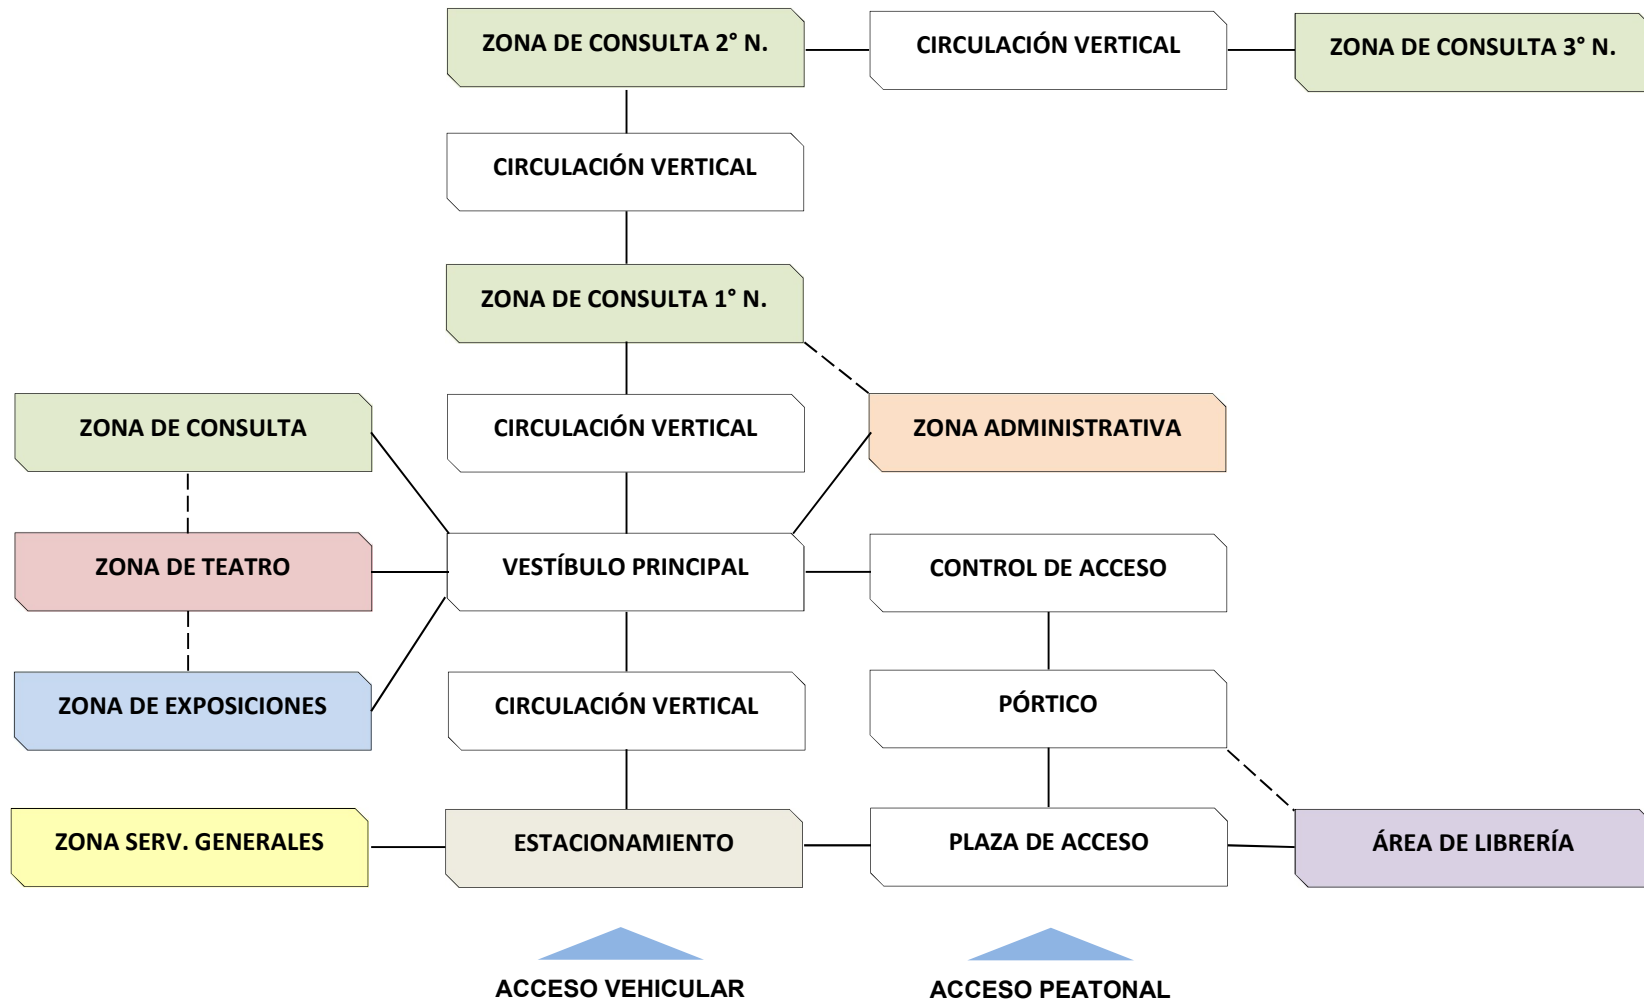 ZONA DE CONSULTA 2° N.
CIRCULACIÓN VERTICAL
ZONA DE CONSULTA 3° N.
CIRCULACIÓN VERTICAL
ZONA DE CONSULTA 1° N.
ZONA DE CONSULTA
CIRCULACIÓN VERTICAL
ZONA ADMINISTRATIVA
ZONA DE TEATRO
VESTÍBULO PRINCIPAL
CONTROL DE ACCESO
ZONA DE EXPOSICIONES
CIRCULACIÓN VERTICAL
PÓRTICO
ZONA SERV. GENERALES
ESTACIONAMIENTO
PLAZA DE ACCESO
ÁREA DE LIBRERÍA
ACCESO VEHICULAR
ACCESO PEATONAL